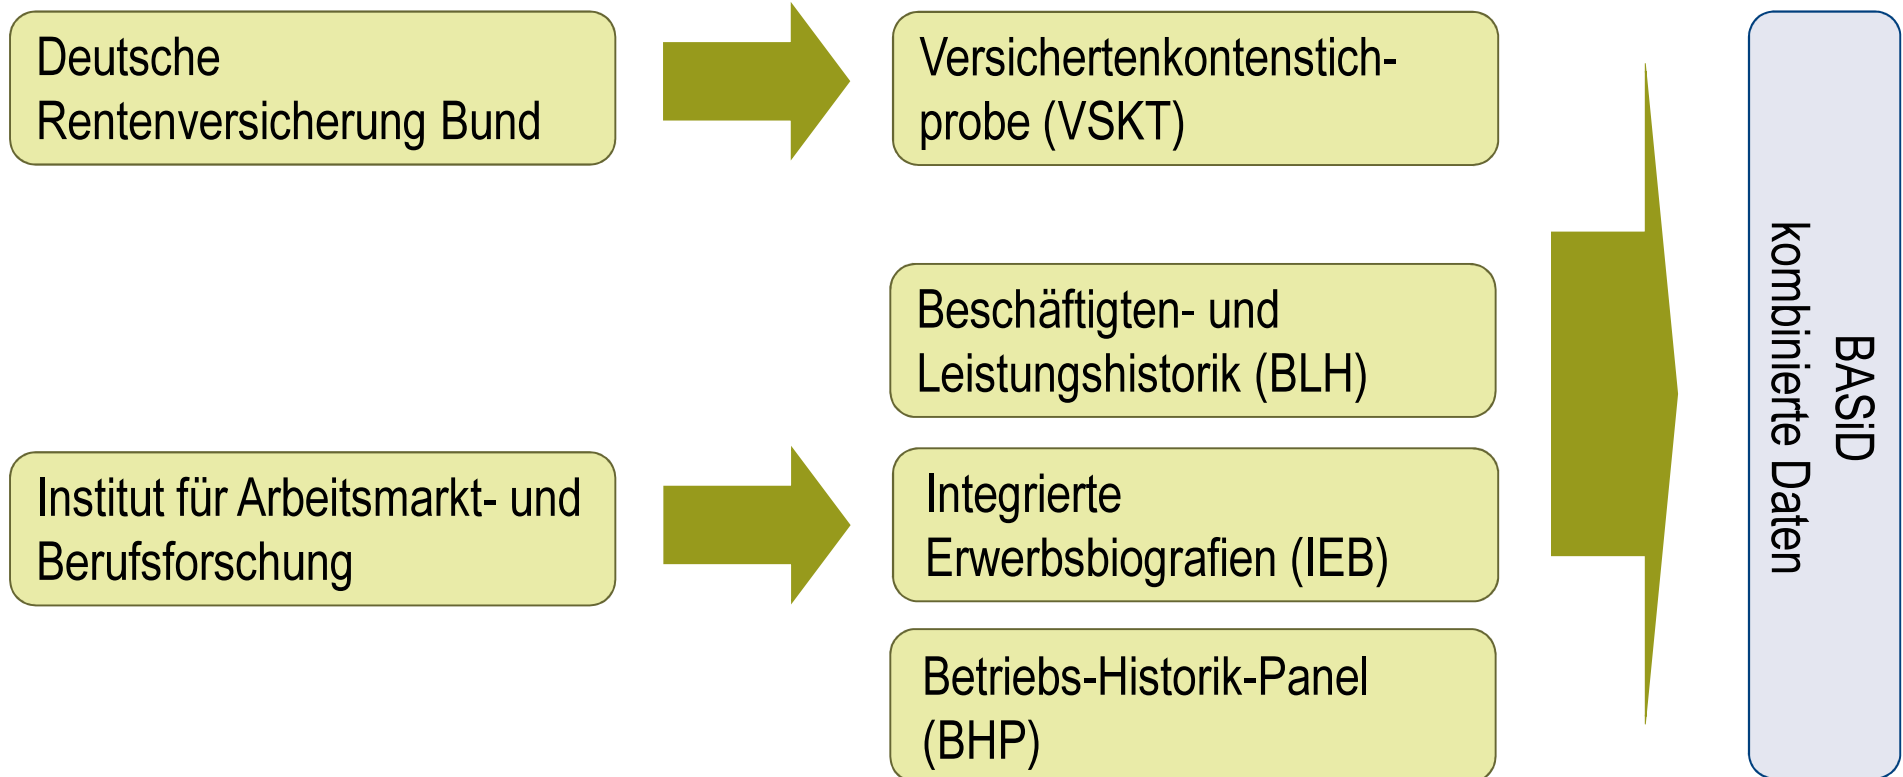 Deutsche
Rentenversicherung Bund
Versichertenkontenstich-
probe (VSKT)
Beschäftigten- und
Leistungshistorik (BLH)
Institut für Arbeitsmarkt- und
Berufsforschung
Integrierte
Erwerbsbiografien (IEB)
Betriebs-Historik-Panel
(BHP)
BASiD
kombinierte Daten